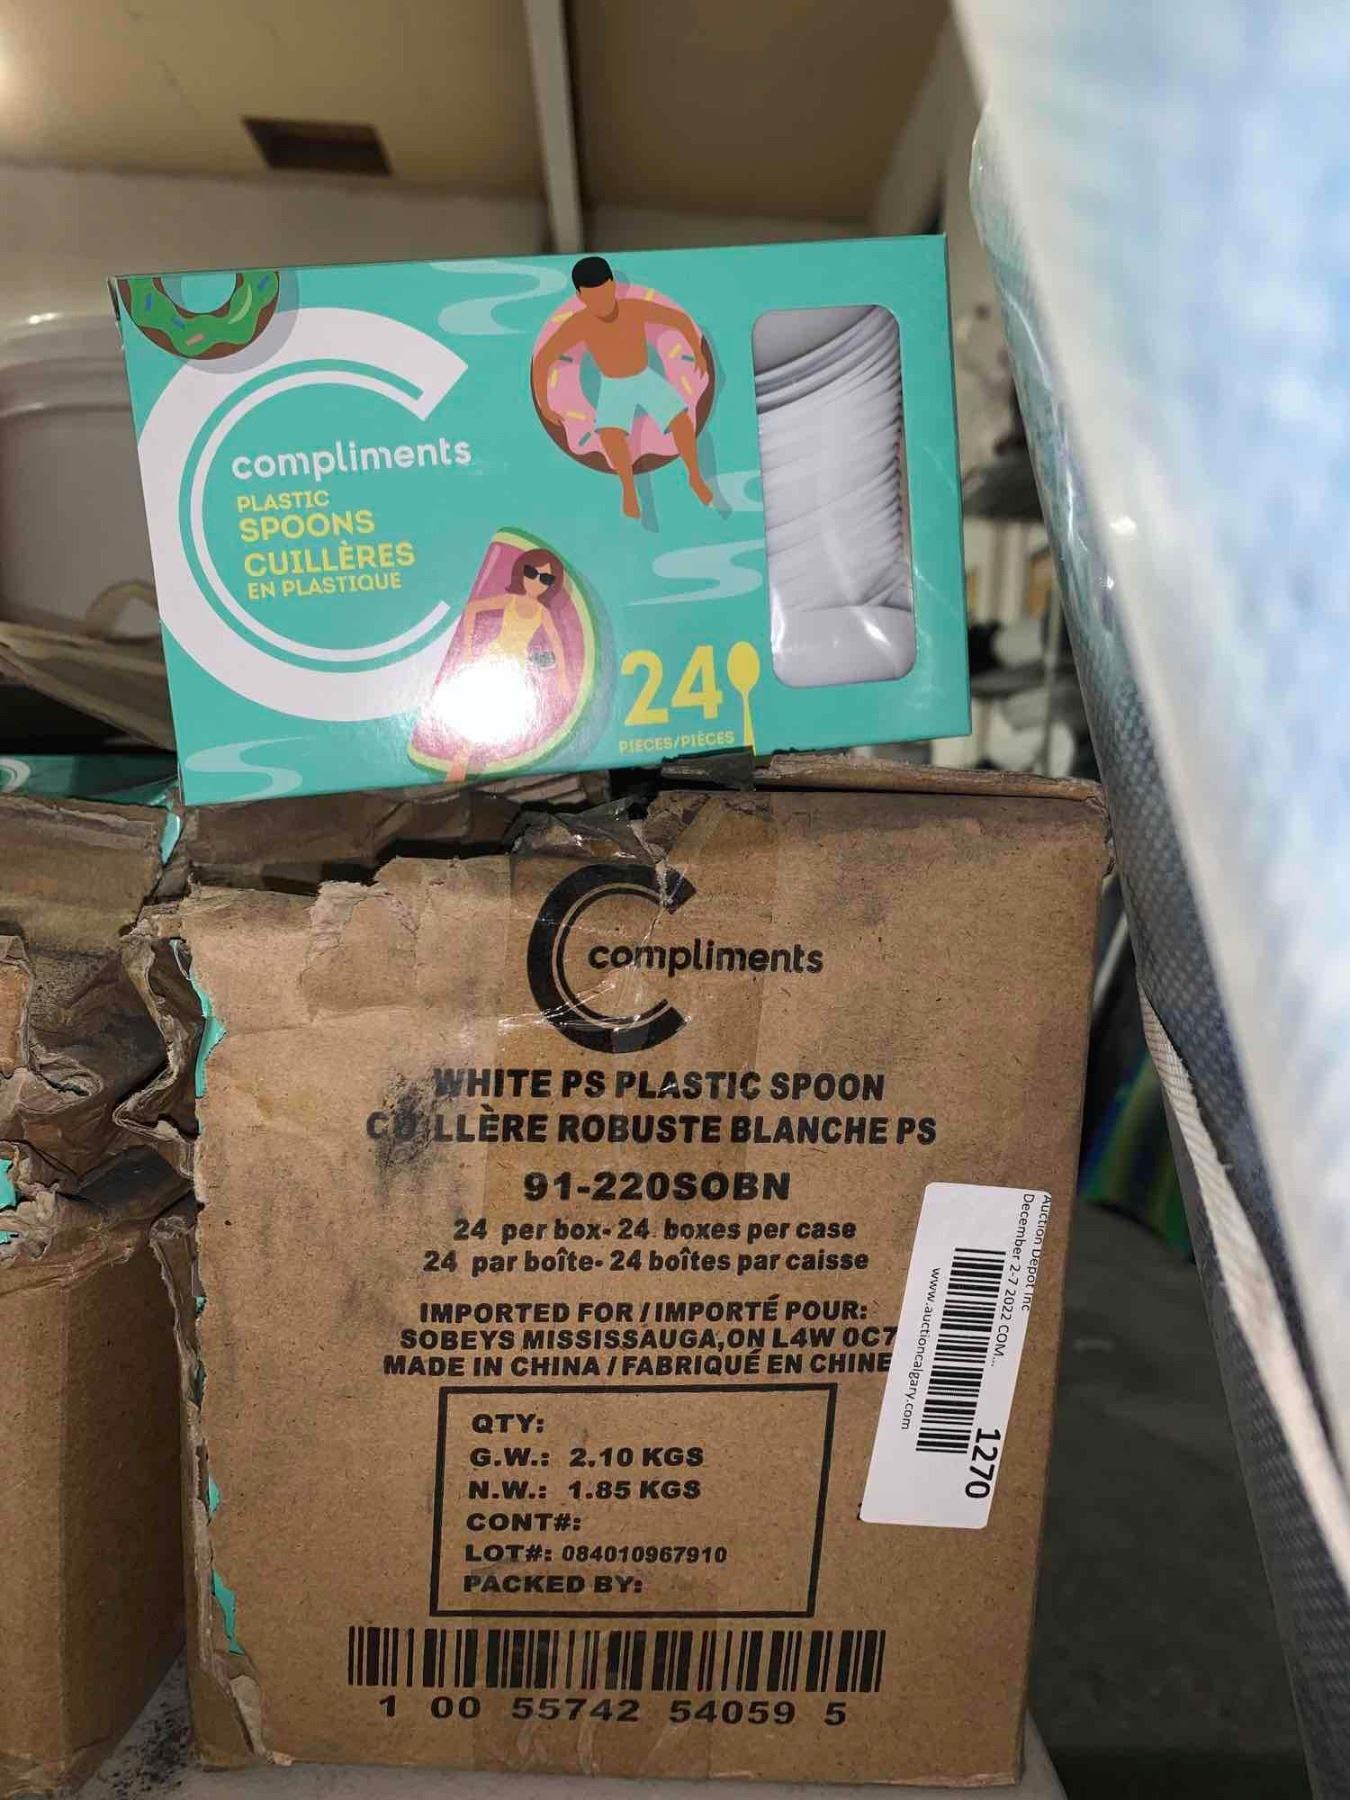 compliments
PLASTIC
SPOONS
CUILLÈRES
EN PLASTIQUE
24
PIECES/PIÈCES
compliments
WHITE PS PLASTIC SPOON
CUILLÈRE ROBUSTE BLANCHE PS
91-220SOBN
24 per box- 24 boxes per case
24 par boîte- 24 boîtes par caisse
IMPORTED FOR / IMPORTÉ POUR:
SOBEYS MISSISSAUGA,ON L4W 0C7
MADE IN CHINA / FABRIQUÉ EN CHINE
QTY:
G.W.: 2.10 KGS
N.W.: 1.85 KGS
CONT#:
LOT#: 084010967910
PACKED BY:
1 00 55742 54059 5
Auction Depot Inc
December 2-7 2022 COM...
1270
www.auctioncalgary.com